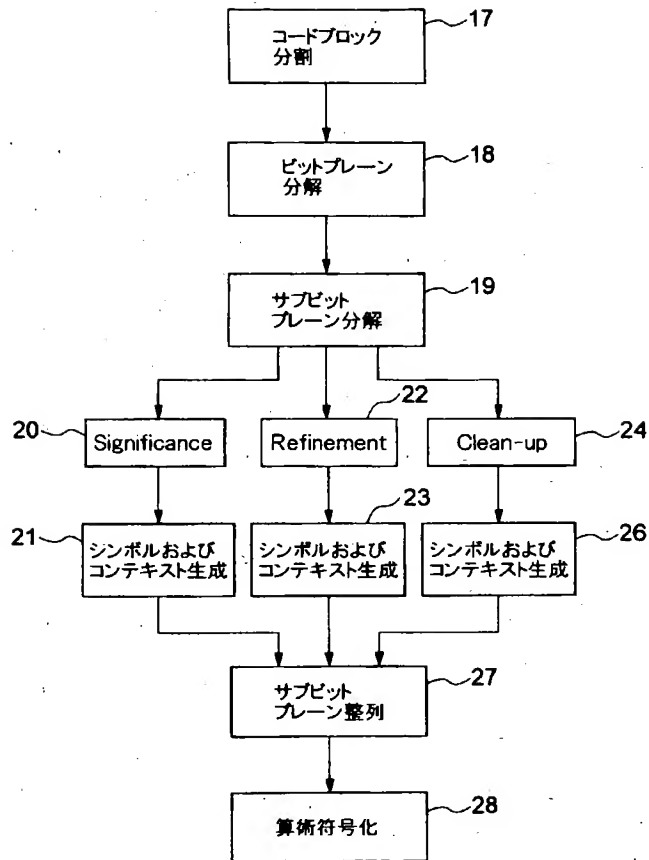 コードブロック
分割
17
ビットプレーン
分解
18
サブビット
プレーン分解
19
20
Significance
22
Refinement
Clean-up
24
21
シンボルおよび
コンテキスト生成
23
シンボルおよび
コンテキスト生成
シンボルおよび
コンテキスト生成
26
サブビット
プレーン整列
27
算術符号化
28